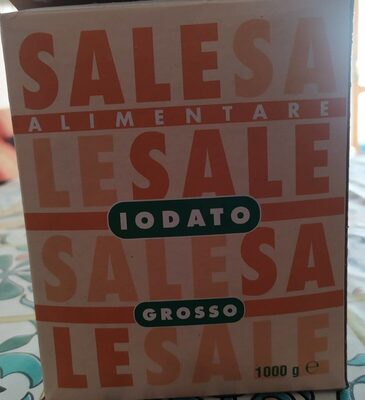 SALESA
ALIMENTARE
LESALE
IODATO
SALESA
GROSSO
LESALE
1000 g ℮